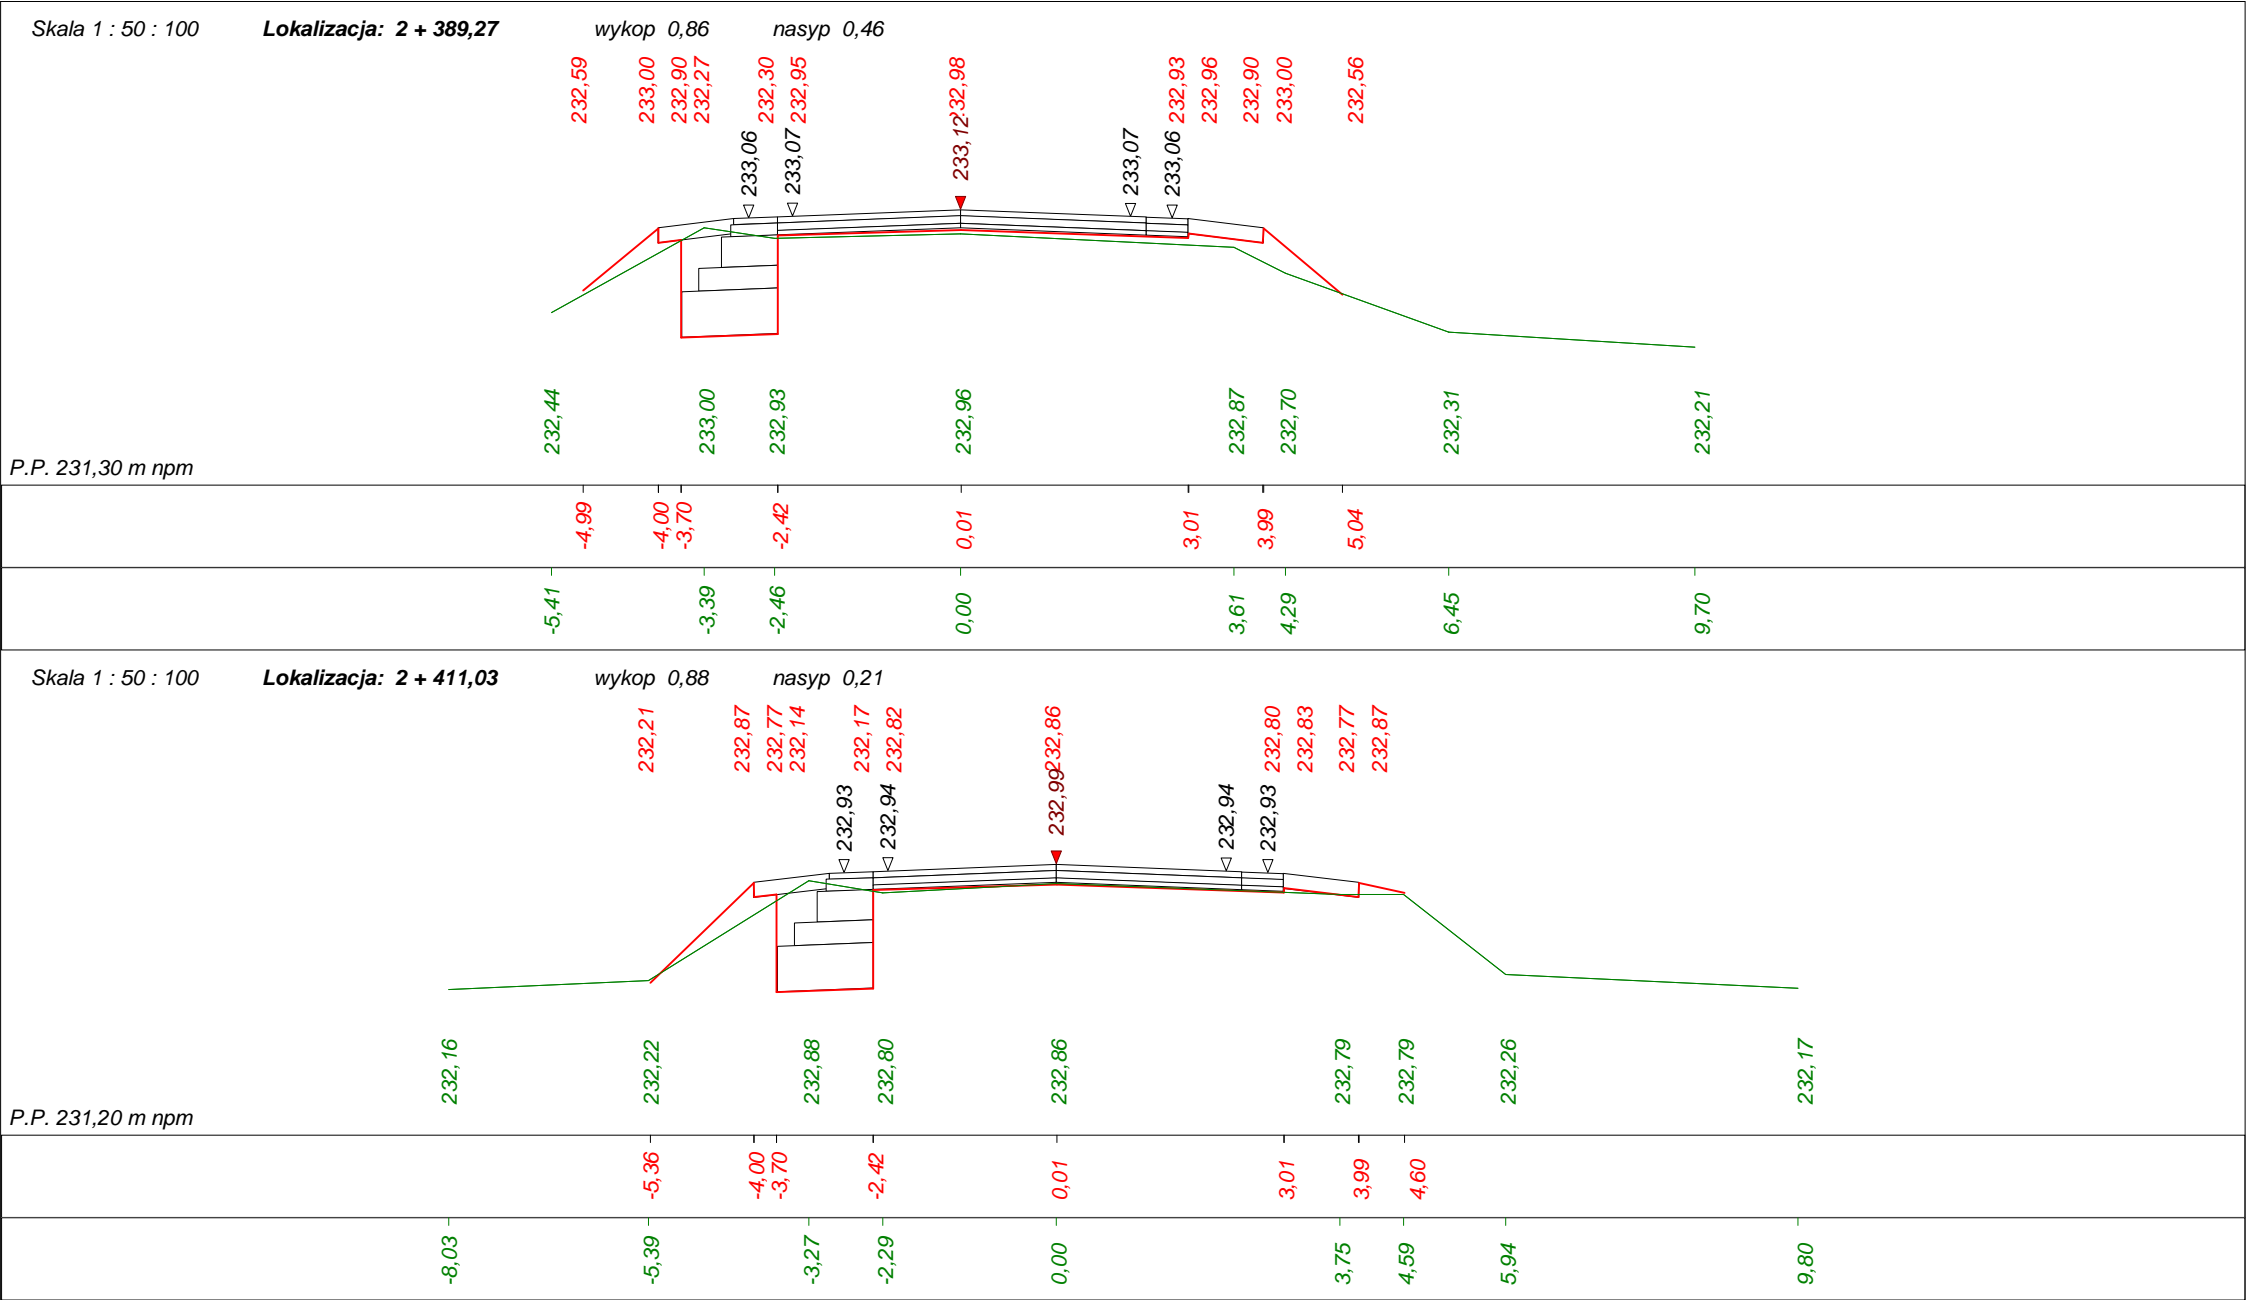 Skala 1 : 50 : 100 Lokalizacja: 2 + 389,27 wykop 0,86 nasyp 0,46
232,59 233,00 232,90 232,27 232,30 232,95 232,98 232,93 232,96 232,90 233,00 232,56
233,06 233,07 233,12 233,07 233,06
232,44 233,00 232,93 232,96 232,87 232,70 232,31 232,21
P.P. 231,30 m npm
-4,99 -4,00 -3,70 -2,42 0,01 3,01 3,99 5,04
-5,41 -3,39 -2,46 0,00 3,61 4,29 6,45 9,70
Skala 1 : 50 : 100 Lokalizacja: 2 + 411,03 wykop 0,88 nasyp 0,21
232,21 232,87 232,77 232,14 232,17 232,82 232,86 232,80 232,83 232,77 232,87
232,93 232,94 232,99 232,94 232,93
232,16 232,22 232,88 232,80 232,86 232,79 232,79 232,26 232,17
P.P. 231,20 m npm
-5,36 -4,00 -3,70 -2,42 0,01 3,01 3,99 4,60
-8,03 -5,39 -3,27 -2,29 0,00 3,75 4,59 5,94 9,80